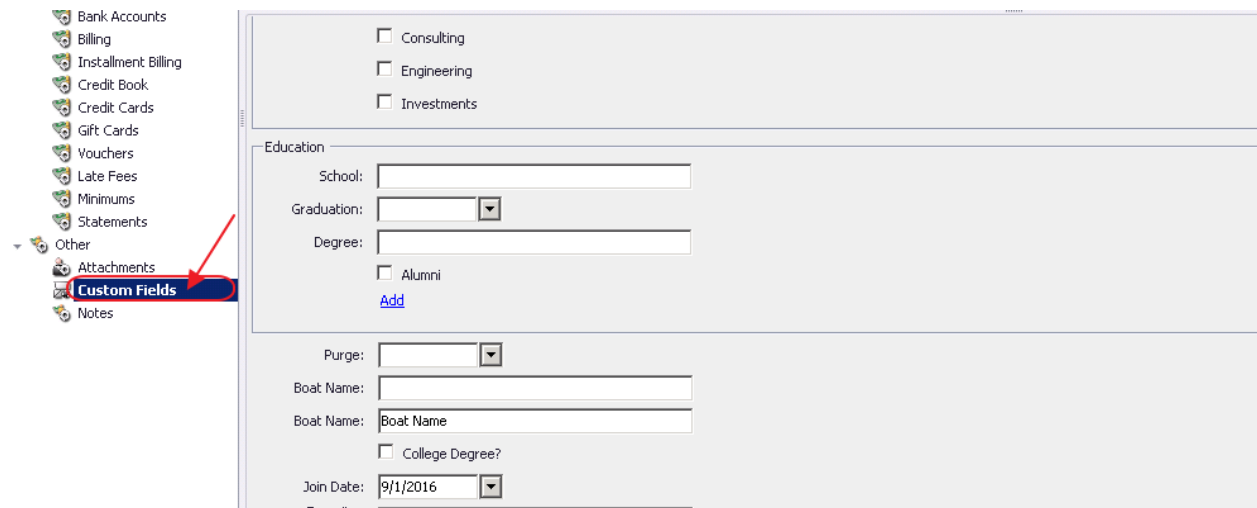 Bank Accounts
Billing
Installment Billing
Credit Book
Credit Cards
Gift Cards
Vouchers
Late Fees
Minimums
Statements
Other
Attachments
Custom Fields
Notes
Consulting
Engineering
Investments
Education
School:
Graduation:
Degree:
Alumni
Add
Purge:
Boat Name:
Boat Name: Boat Name
College Degree?
Join Date: 9/1/2016